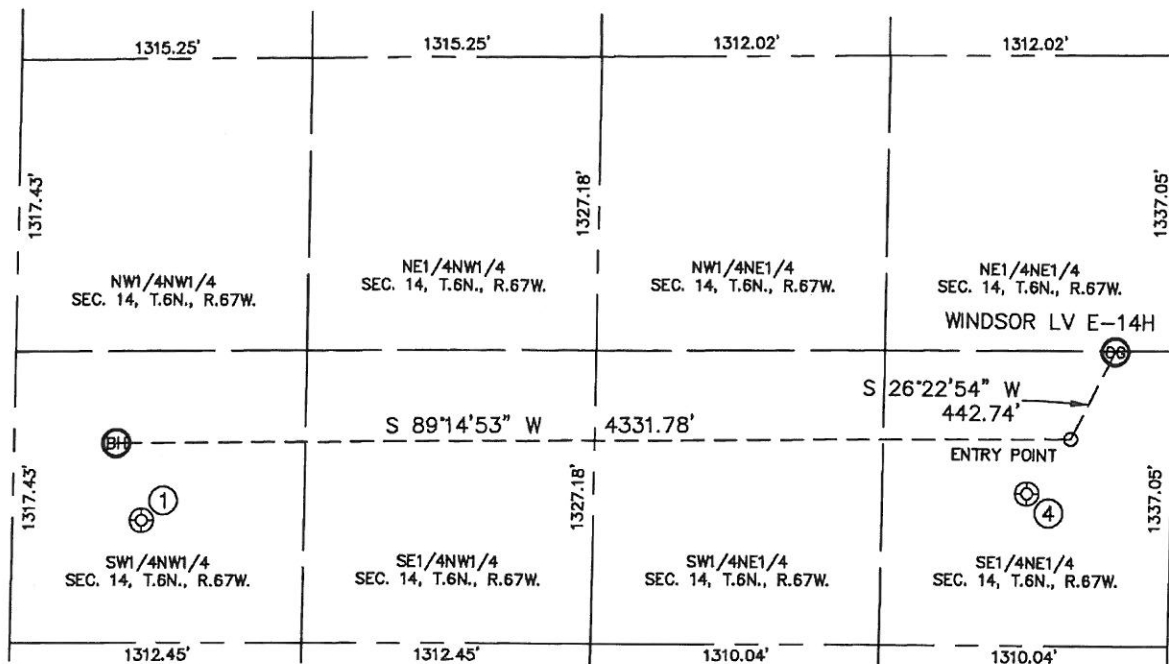 1315.25'
1315.25'
1312.02'
1312.02'
1317.43'
1327.18'
1337.05'
NW1/4NW1/4
SEC. 14, T.6N., R.67W.
NE1/4NW1/4
SEC. 14, T.6N., R.67W.
NW1/4NE1/4
SEC. 14, T.6N., R.67W.
NE1/4NE1/4
SEC. 14, T.6N., R.67W.
WINDSOR LV E-14H
S 26°22'54" W
442.74'
S 89°14'53" W
4331.78'
BH
ENTRY POINT
1317.43'
1
1327.18'
4
1337.05'
SW1/4NW1/4
SEC. 14, T.6N., R.67W.
SE1/4NW1/4
SEC. 14, T.6N., R.67W.
SW1/4NE1/4
SEC. 14, T.6N., R.67W.
SE1/4NE1/4
SEC. 14, T.6N., R.67W.
1312.45'
1312.45'
1310.04'
1310.04'